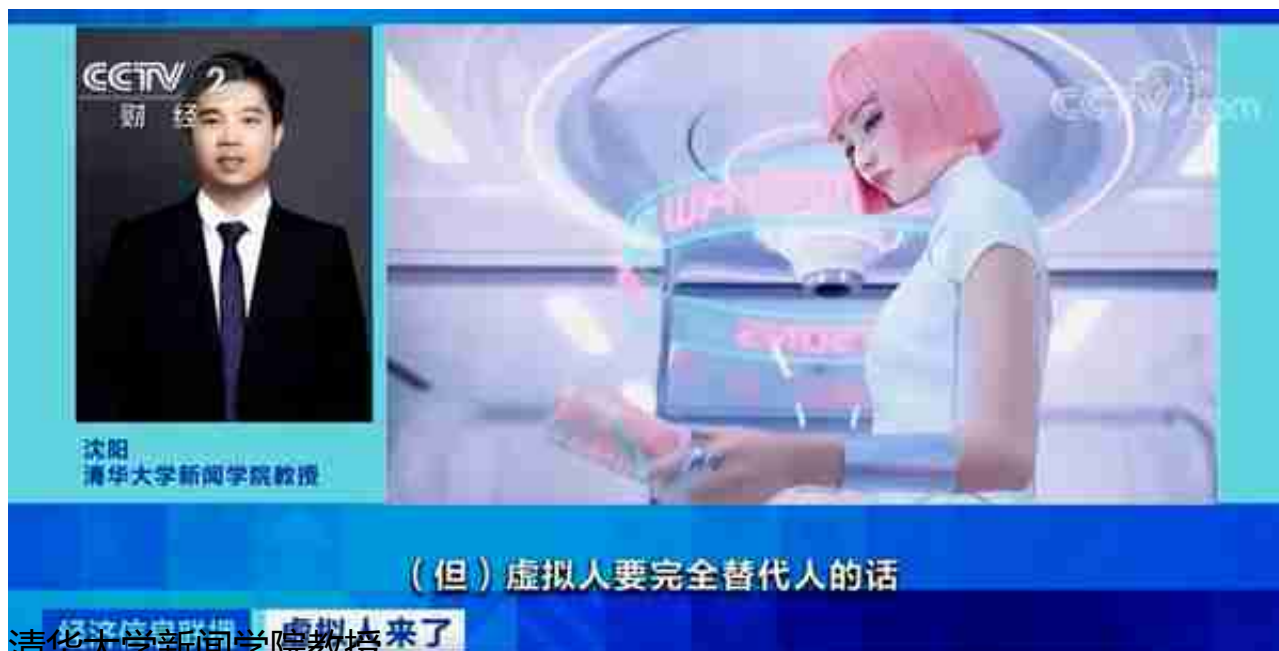 CCTV 2
财经
CCTV.com
沈阳
清华大学新闻学院教授
（但）虚拟人要完全替代人的话
经济信息联播
虚拟人来了
清华大学新闻学院教授